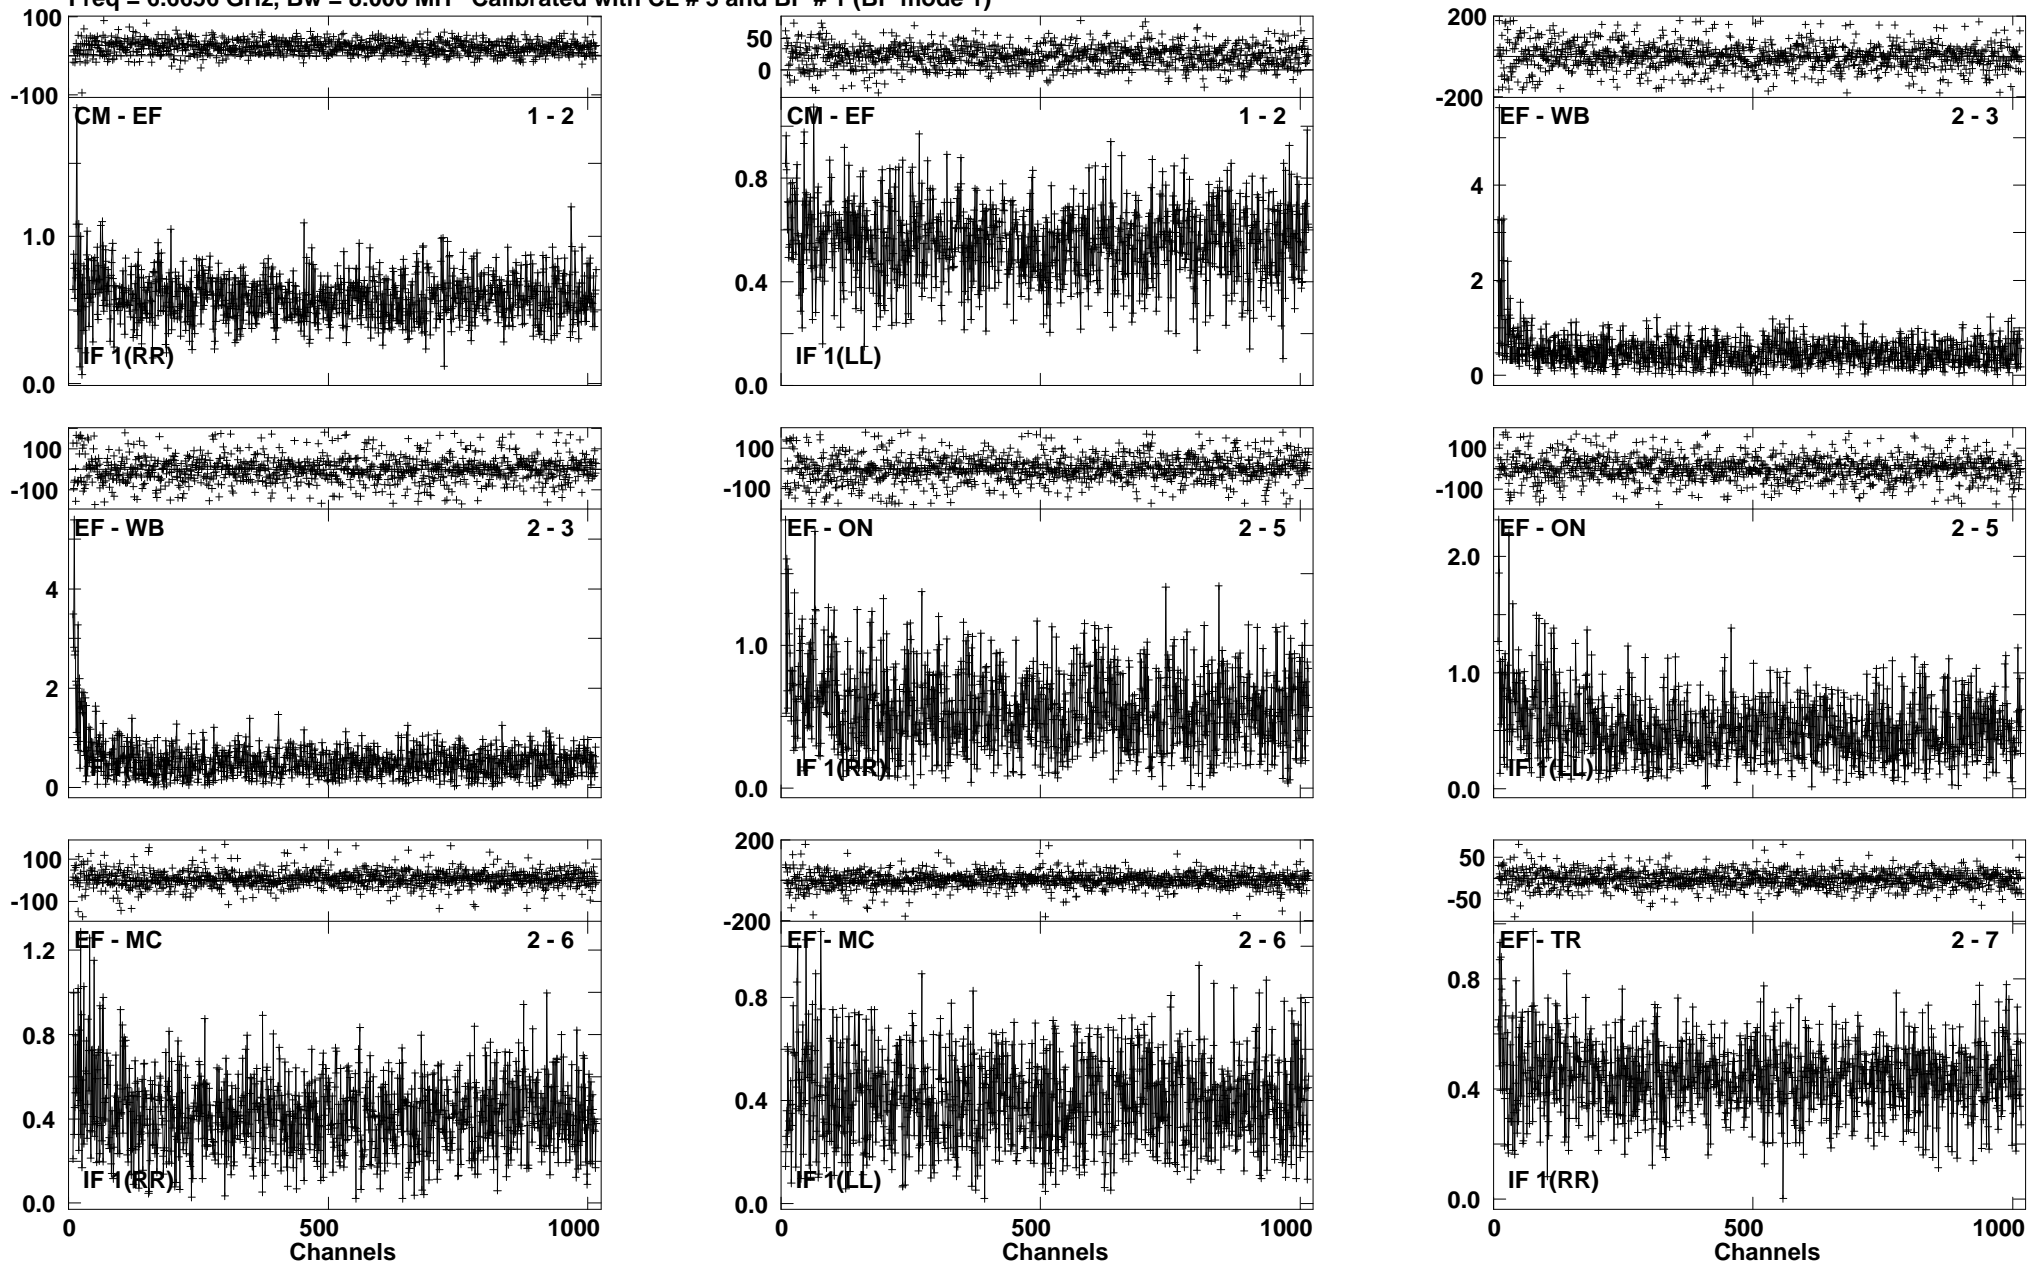 Freq = 6.6656 GHz, Bw = 8.000 MH Calibrated with CL # 3 and BP # 1 (BP mode 1)
100
-100
CM - EF 1 - 2
1.0
0.0
IF 1(RR)
50
0
CM - EF 1 - 2
0.8
0.4
0.0
IF 1(LL)
200
-200
EF - WB 2 - 3
4
2
0
100
-100
EF - WB 2 - 3
4
2
0
100
-100
EF - ON 2 - 5
1.0
0.0
IF 1(RR)
100
-100
EF - ON 2 - 5
2.0
1.0
0.0
IF 1(LL)
100
-100
EF - MC 2 - 6
1.2
0.8
0.4
0.0
IF 1(RR)
0 500 1000
Channels
200
-200
EF - MC 2 - 6
0.8
0.4
0.0
IF 1(LL)
0 500 1000
Channels
50
-50
EF - TR 2 - 7
0.8
0.4
0.0
IF 1(RR)
0 500 1000
Channels